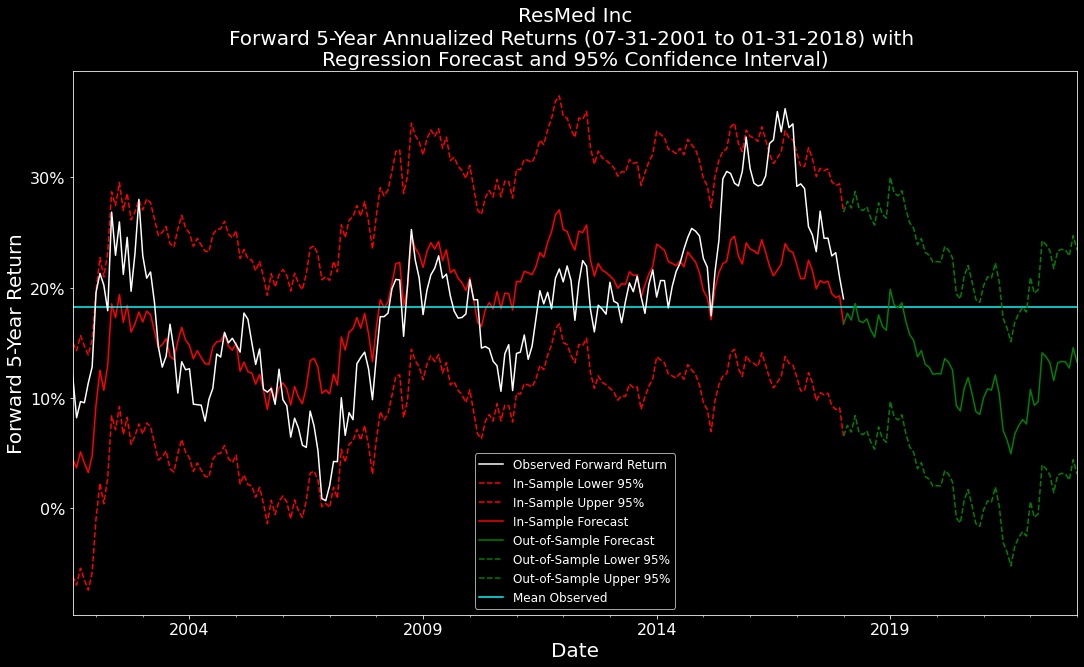 ResMed Inc
Forward 5-Year Annualized Returns (07-31-2001 to 01-31-2018) with
Regression Forecast and 95% Confidence Interval)
Forward 5-Year Return
30%
20%
10%
0%
Observed Forward Return
In-Sample Lower 95%
In-Sample Upper 95%
In-Sample Forecast
Out-of-Sample Forecast
Out-of-Sample Lower 95%
Out-of-Sample Upper 95%
Mean Observed
2004 2009 2014 2019
Date